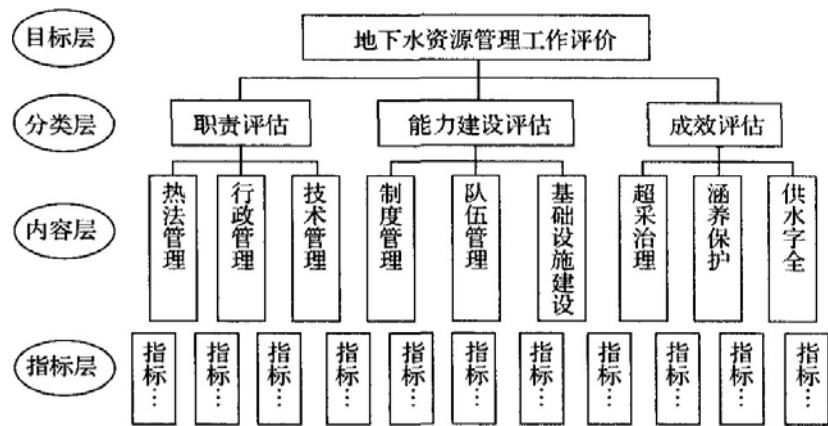 目标层
地下水资源管理工作评价
分类层
职责评估
能力建设评估
成效评估
内容层
热法管理
行政管理
技术管理
制度管理
队伍管理
基础设施建设
超采治理
涵养保护
供水字全
指标层
指标…
指标…
指标…
指标…
指标…
指标…
指标…
指标…
指标…
指标…
指标…